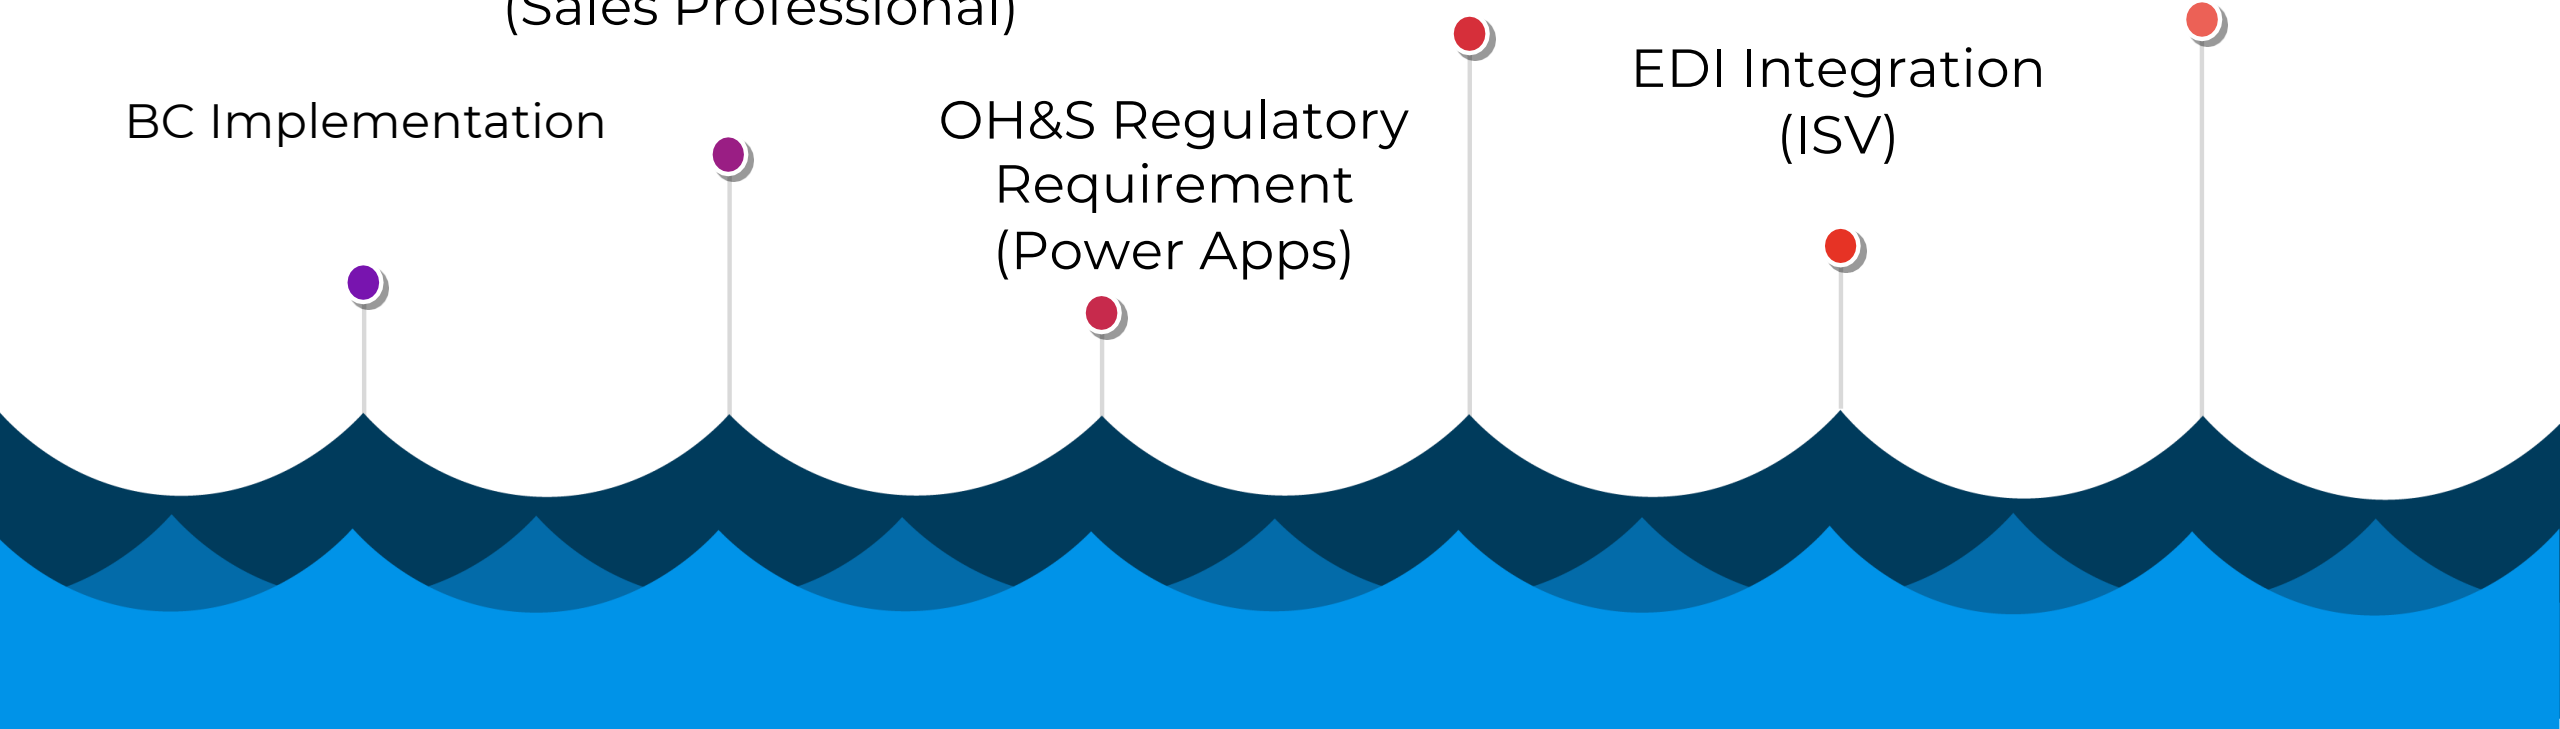 (Sales Professional)
BC Implementation
OH&S Regulatory
Requirement
(Power Apps)
EDI Integration
(ISV)